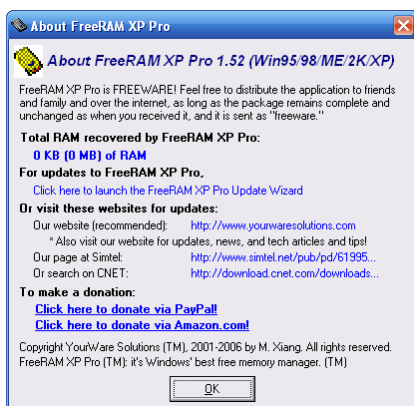 About FreeRAM XP Pro
About FreeRAM XP Pro 1.52 (Win95/98/ME/2K/XP)
FreeRAM XP Pro is FREEWARE! Feel free to distribute the application to friends
and family and over the internet, as long as the package remains complete and
unchanged as when you received it, and it is sent as "freeware."
Total RAM recovered by FreeRAM XP Pro:
0 KB (0 MB) of RAM
For updates to FreeRAM XP Pro,
Click here to launch the FreeRAM XP Pro Update Wizard
Or visit these websites for updates:
Our website (recommended): http://www.yourwaresolutions.com
* Also visit our website for updates, news, and tech articles and tips!
Our page at Simtel: http://www.simtel.net/pub/pd/61995...
Or search on CNET: http://download.cnet.com/downloads...
To make a donation:
Click here to donate via PayPal!
Click here to donate via Amazon.com!
Copyright YourWare Solutions (TM), 2001-2006 by M. Xiang. All rights reserved.
FreeRAM XP Pro (TM): it's Windows' best free memory manager. (TM)
OK